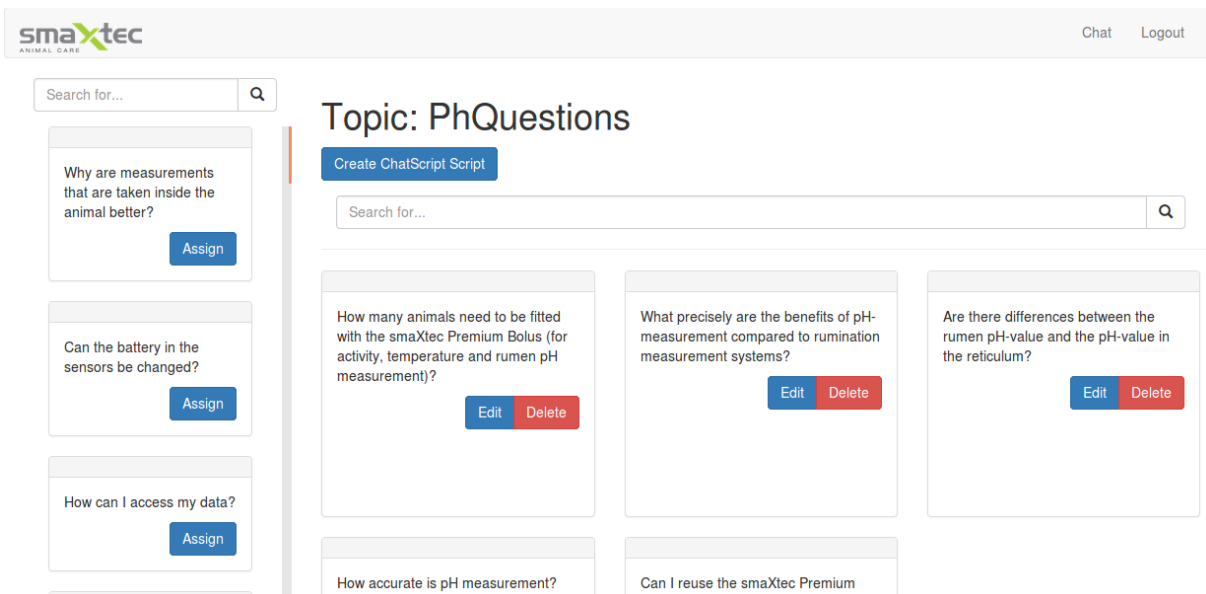 smaxtec
ANIMAL CARE
Chat
Logout
Search for...
Why are measurements
that are taken inside the
animal better?
Assign
Can the battery in the
sensors be changed?
Assign
How can I access my data?
Assign
Topic: PhQuestions
Create ChatScript Script
Search for...
How many animals need to be fitted
with the smaXtec Premium Bolus (for
activity, temperature and rumen pH
measurement)?
Edit
Delete
What precisely are the benefits of pH-
measurement compared to rumination
measurement systems?
Edit
Delete
Are there differences between the
rumen pH-value and the pH-value in
the reticulum?
Edit
Delete
How accurate is pH measurement?
Can I reuse the smaXtec Premium